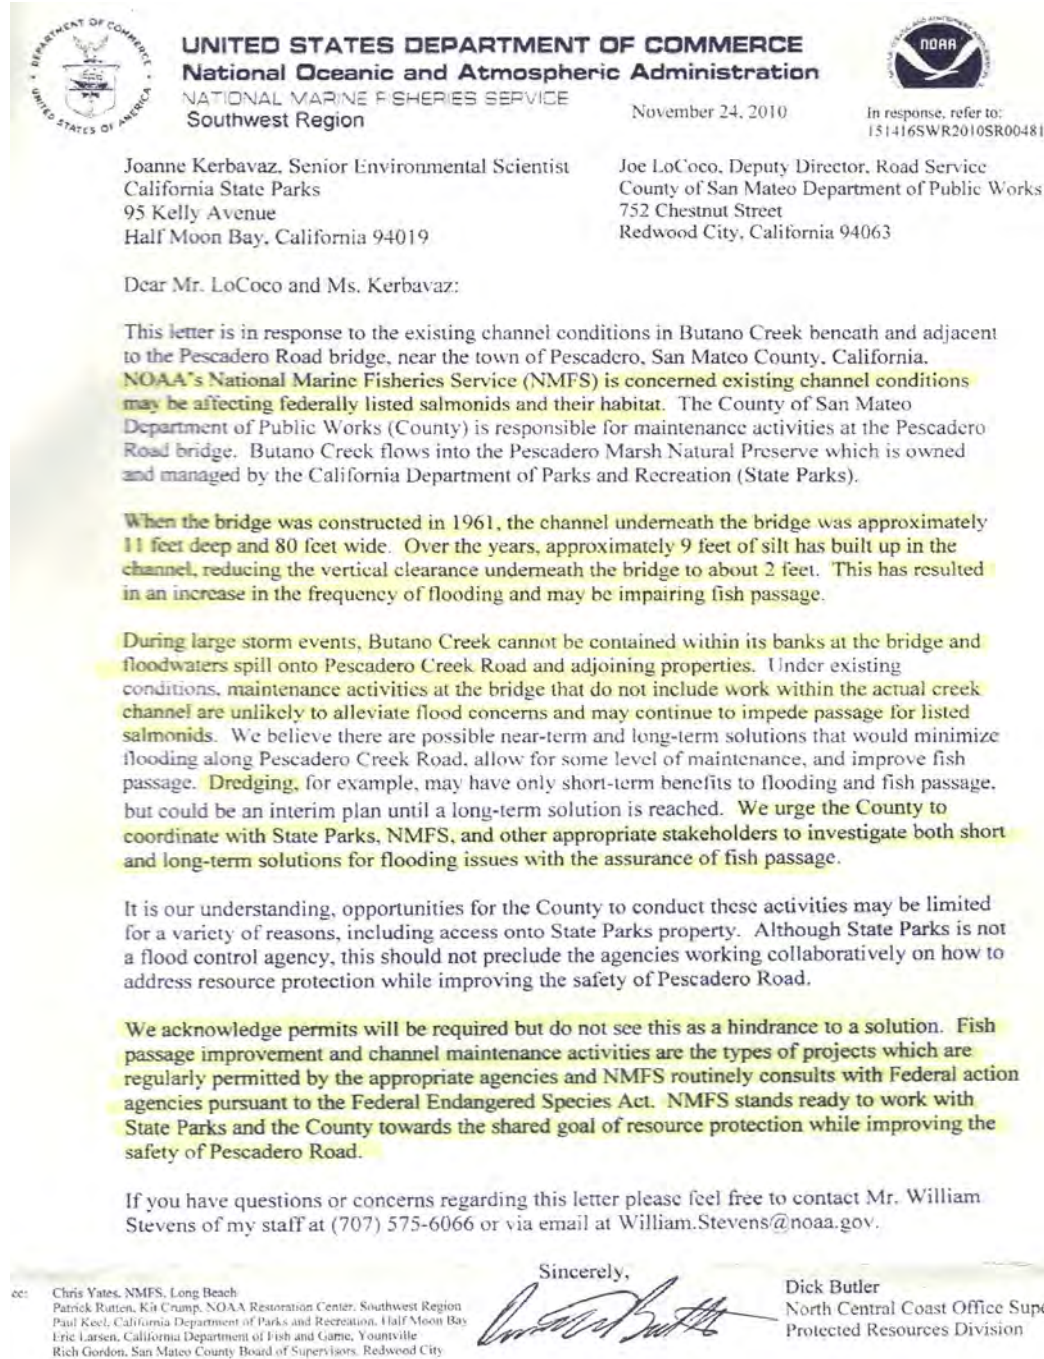 DEPARTMENT OF COMMERCE
UNITED STATES OF AMERICA
UNITED STATES DEPARTMENT OF COMMERCE
National Oceanic and Atmospheric Administration
NATIONAL MARINE FISHERIES SERVICE
Southwest Region
NOAA
November 24, 2010
In response, refer to:
151416SWR2010SR00481
Joanne Kerbavaz, Senior Environmental Scientist
California State Parks
95 Kelly Avenue
Half Moon Bay, California 94019
Joe LoCoco, Deputy Director, Road Service
County of San Mateo Department of Public Works
752 Chestnut Street
Redwood City, California 94063
Dear Mr. LoCoco and Ms. Kerbavaz:
This letter is in response to the existing channel conditions in Butano Creek beneath and adjacent
to the Pescadero Road bridge, near the town of Pescadero, San Mateo County, California.
NOAA's National Marine Fisheries Service (NMFS) is concerned existing channel conditions
may be affecting federally listed salmonids and their habitat. The County of San Mateo
Department of Public Works (County) is responsible for maintenance activities at the Pescadero
Road bridge. Butano Creek flows into the Pescadero Marsh Natural Preserve which is owned
and managed by the California Department of Parks and Recreation (State Parks).
When the bridge was constructed in 1961, the channel underneath the bridge was approximately
11 feet deep and 80 feet wide. Over the years, approximately 9 feet of silt has built up in the
channel, reducing the vertical clearance underneath the bridge to about 2 feet. This has resulted
in an increase in the frequency of flooding and may be impairing fish passage.
During large storm events, Butano Creek cannot be contained within its banks at the bridge and
floodwaters spill onto Pescadero Creek Road and adjoining properties. Under existing
conditions, maintenance activities at the bridge that do not include work within the actual creek
channel are unlikely to alleviate flood concerns and may continue to impede passage for listed
salmonids. We believe there are possible near-term and long-term solutions that would minimize
flooding along Pescadero Creek Road, allow for some level of maintenance, and improve fish
passage. Dredging, for example, may have only short-term benefits to flooding and fish passage,
but could be an interim plan until a long-term solution is reached. We urge the County to
coordinate with State Parks, NMFS, and other appropriate stakeholders to investigate both short
and long-term solutions for flooding issues with the assurance of fish passage.
It is our understanding, opportunities for the County to conduct these activities may be limited
for a variety of reasons, including access onto State Parks property. Although State Parks is not
a flood control agency, this should not preclude the agencies working collaboratively on how to
address resource protection while improving the safety of Pescadero Road.
We acknowledge permits will be required but do not see this as a hindrance to a solution. Fish
passage improvement and channel maintenance activities are the types of projects which are
regularly permitted by the appropriate agencies and NMFS routinely consults with Federal action
agencies pursuant to the Federal Endangered Species Act. NMFS stands ready to work with
State Parks and the County towards the shared goal of resource protection while improving the
safety of Pescadero Road.
If you have questions or concerns regarding this letter please feel free to contact Mr. William
Stevens of my staff at (707) 575-6066 or via email at William.Stevens@noaa.gov.
Sincerely,
Dick Butler
North Central Coast Office Supe
Protected Resources Division
cc: Chris Yates, NMFS, Long Beach
Patrick Rutten, Kit Crump, NOAA Restoration Center, Southwest Region
Paul Keel, California Department of Parks and Recreation, Half Moon Bay
Eric Larsen, California Department of Fish and Game, Yountville
Rich Gordon, San Mateo County Board of Supervisors, Redwood City